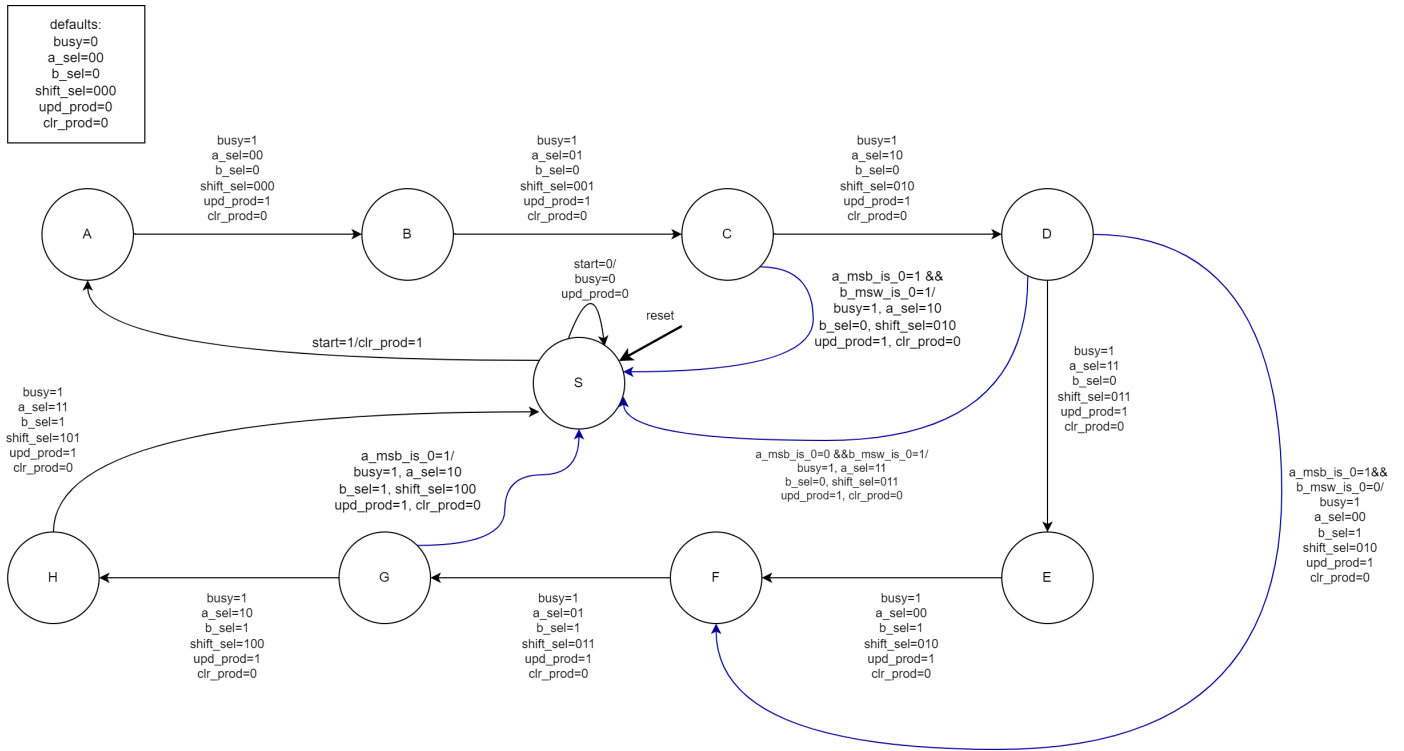 defaults:
busy=0
a_sel=00
b_sel=0
shift_sel=000
upd_prod=0
clr_prod=0
busy=1
a_sel=00
b_sel=0
shift_sel=000
upd_prod=1
clr_prod=0
busy=1
a_sel=01
b_sel=0
shift_sel=001
upd_prod=1
clr_prod=0
busy=1
a_sel=10
b_sel=0
shift_sel=010
upd_prod=1
clr_prod=0
A
B
C
D
start=0/
busy=0
upd_prod=0
a_msb_is_0=1 &&
b_msw_is_0=1/
busy=1, a_sel=10
b_sel=0, shift_sel=010
upd_prod=1, clr_prod=0
reset
start=1/clr_prod=1
S
busy=1
a_sel=11
b_sel=0
shift_sel=011
upd_prod=1
clr_prod=0
busy=1
a_sel=11
b_sel=1
shift_sel=101
upd_prod=1
clr_prod=0
a_msb_is_0=1/
busy=1, a_sel=10
b_sel=1, shift_sel=100
upd_prod=1, clr_prod=0
a_msb_is_0=0 &&b_msw_is_0=1/
busy=1, a_sel=11
b_sel=0, shift_sel=011
upd_prod=1, clr_prod=0
a_msb_is_0=1&&
b_msw_is_0=0/
busy=1
a_sel=00
b_sel=1
shift_sel=010
upd_prod=1
clr_prod=0
H
G
F
E
busy=1
a_sel=10
b_sel=1
shift_sel=100
upd_prod=1
clr_prod=0
busy=1
a_sel=01
b_sel=1
shift_sel=011
upd_prod=1
clr_prod=0
busy=1
a_sel=00
b_sel=1
shift_sel=010
upd_prod=1
clr_prod=0